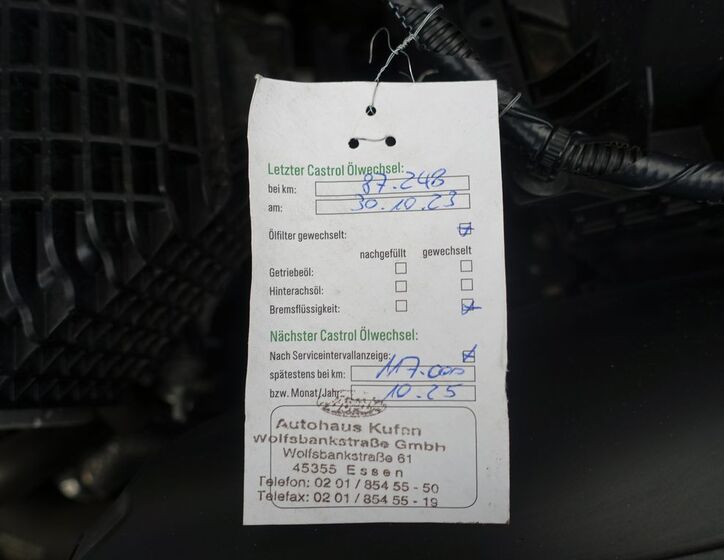 Letzter Castrol Ölwechsel:
bei km: 87.248
am: 30.10.23
Ölfilter gewechselt:
nachgefüllt gewechselt
Getriebeöl:
Hinterachsöl:
Bremsflüssigkeit:
Nächster Castrol Ölwechsel:
Nach Serviceintervallanzeige:
spätestens bei km: 117.000
bzw. Monat/Jahr: 10.25
Autohaus Kufen
Wolfsbankstraße GmbH
Wolfsbankstraße 61
45355 Essen
Telefon: 02 01 / 854 55 - 50
Telefax: 02 01 / 854 55 - 19